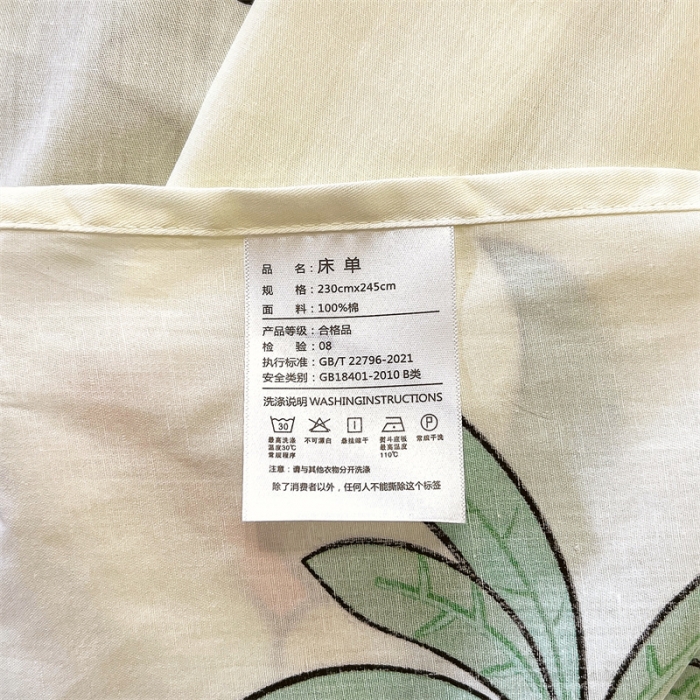 品 名：床 单
规 格：230cmx245cm
面 料：100%棉
产品等级：合格品
检 验：08
执行标准：GB/T 22796-2021
安全类别：GB18401-2010 B类
洗涤说明 WASHINGINSTRUCTIONS
30 P
最高洗涤温度30℃常规程序 不可漂白 悬挂晾干 熨斗底板最高温度110℃ 常规干洗
注意：请与其他衣物分开洗涤
除了消费者以外，任何人不能撕除这个标签